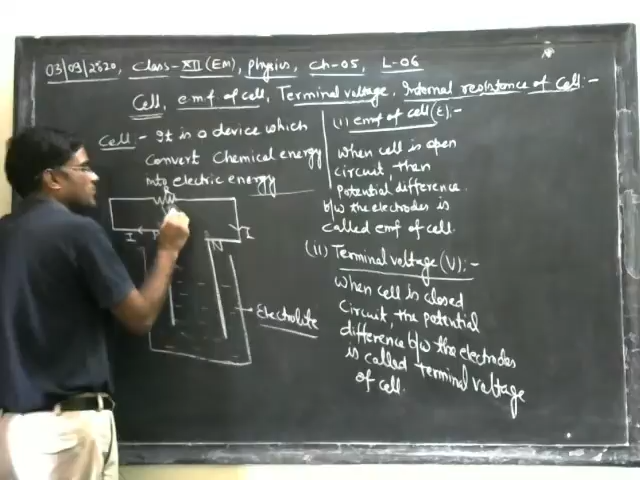 03/09/2020, Class-XII(EM), Physics, Ch-05, L-06
Cell, emf of cell, Terminal voltage, Internal resistance of cell:-
Cell:- It is a device which
convert chemical energy
into electric energy
R
I
P
N
I
Electrolite
(i) emf of cell(E):-
When cell is open
circuit, then
Potential difference
b/w the electrodes is
called emf of cell.
(ii) Terminal voltage(V):-
When cell is closed
circuit, the potential
difference b/w the electrodes
is called terminal voltage
of cell.